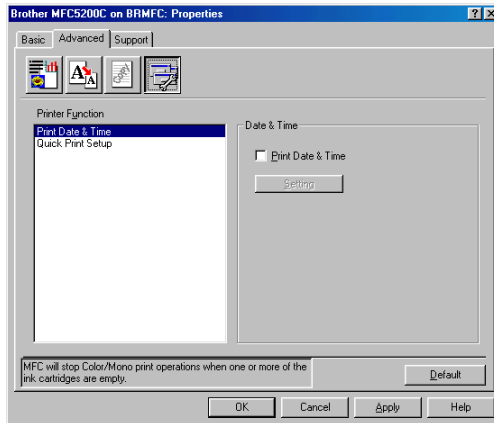 Brother MFC5200C on BRMFC: Properties
Basic
Advanced
Support
Printer Function
Print Date & Time
Quick Print Setup
Date & Time
Print Date & Time
Setting
MFC will stop Color/Mono print operations when one or more of the
ink cartridges are empty.
Default
OK
Cancel
Apply
Help